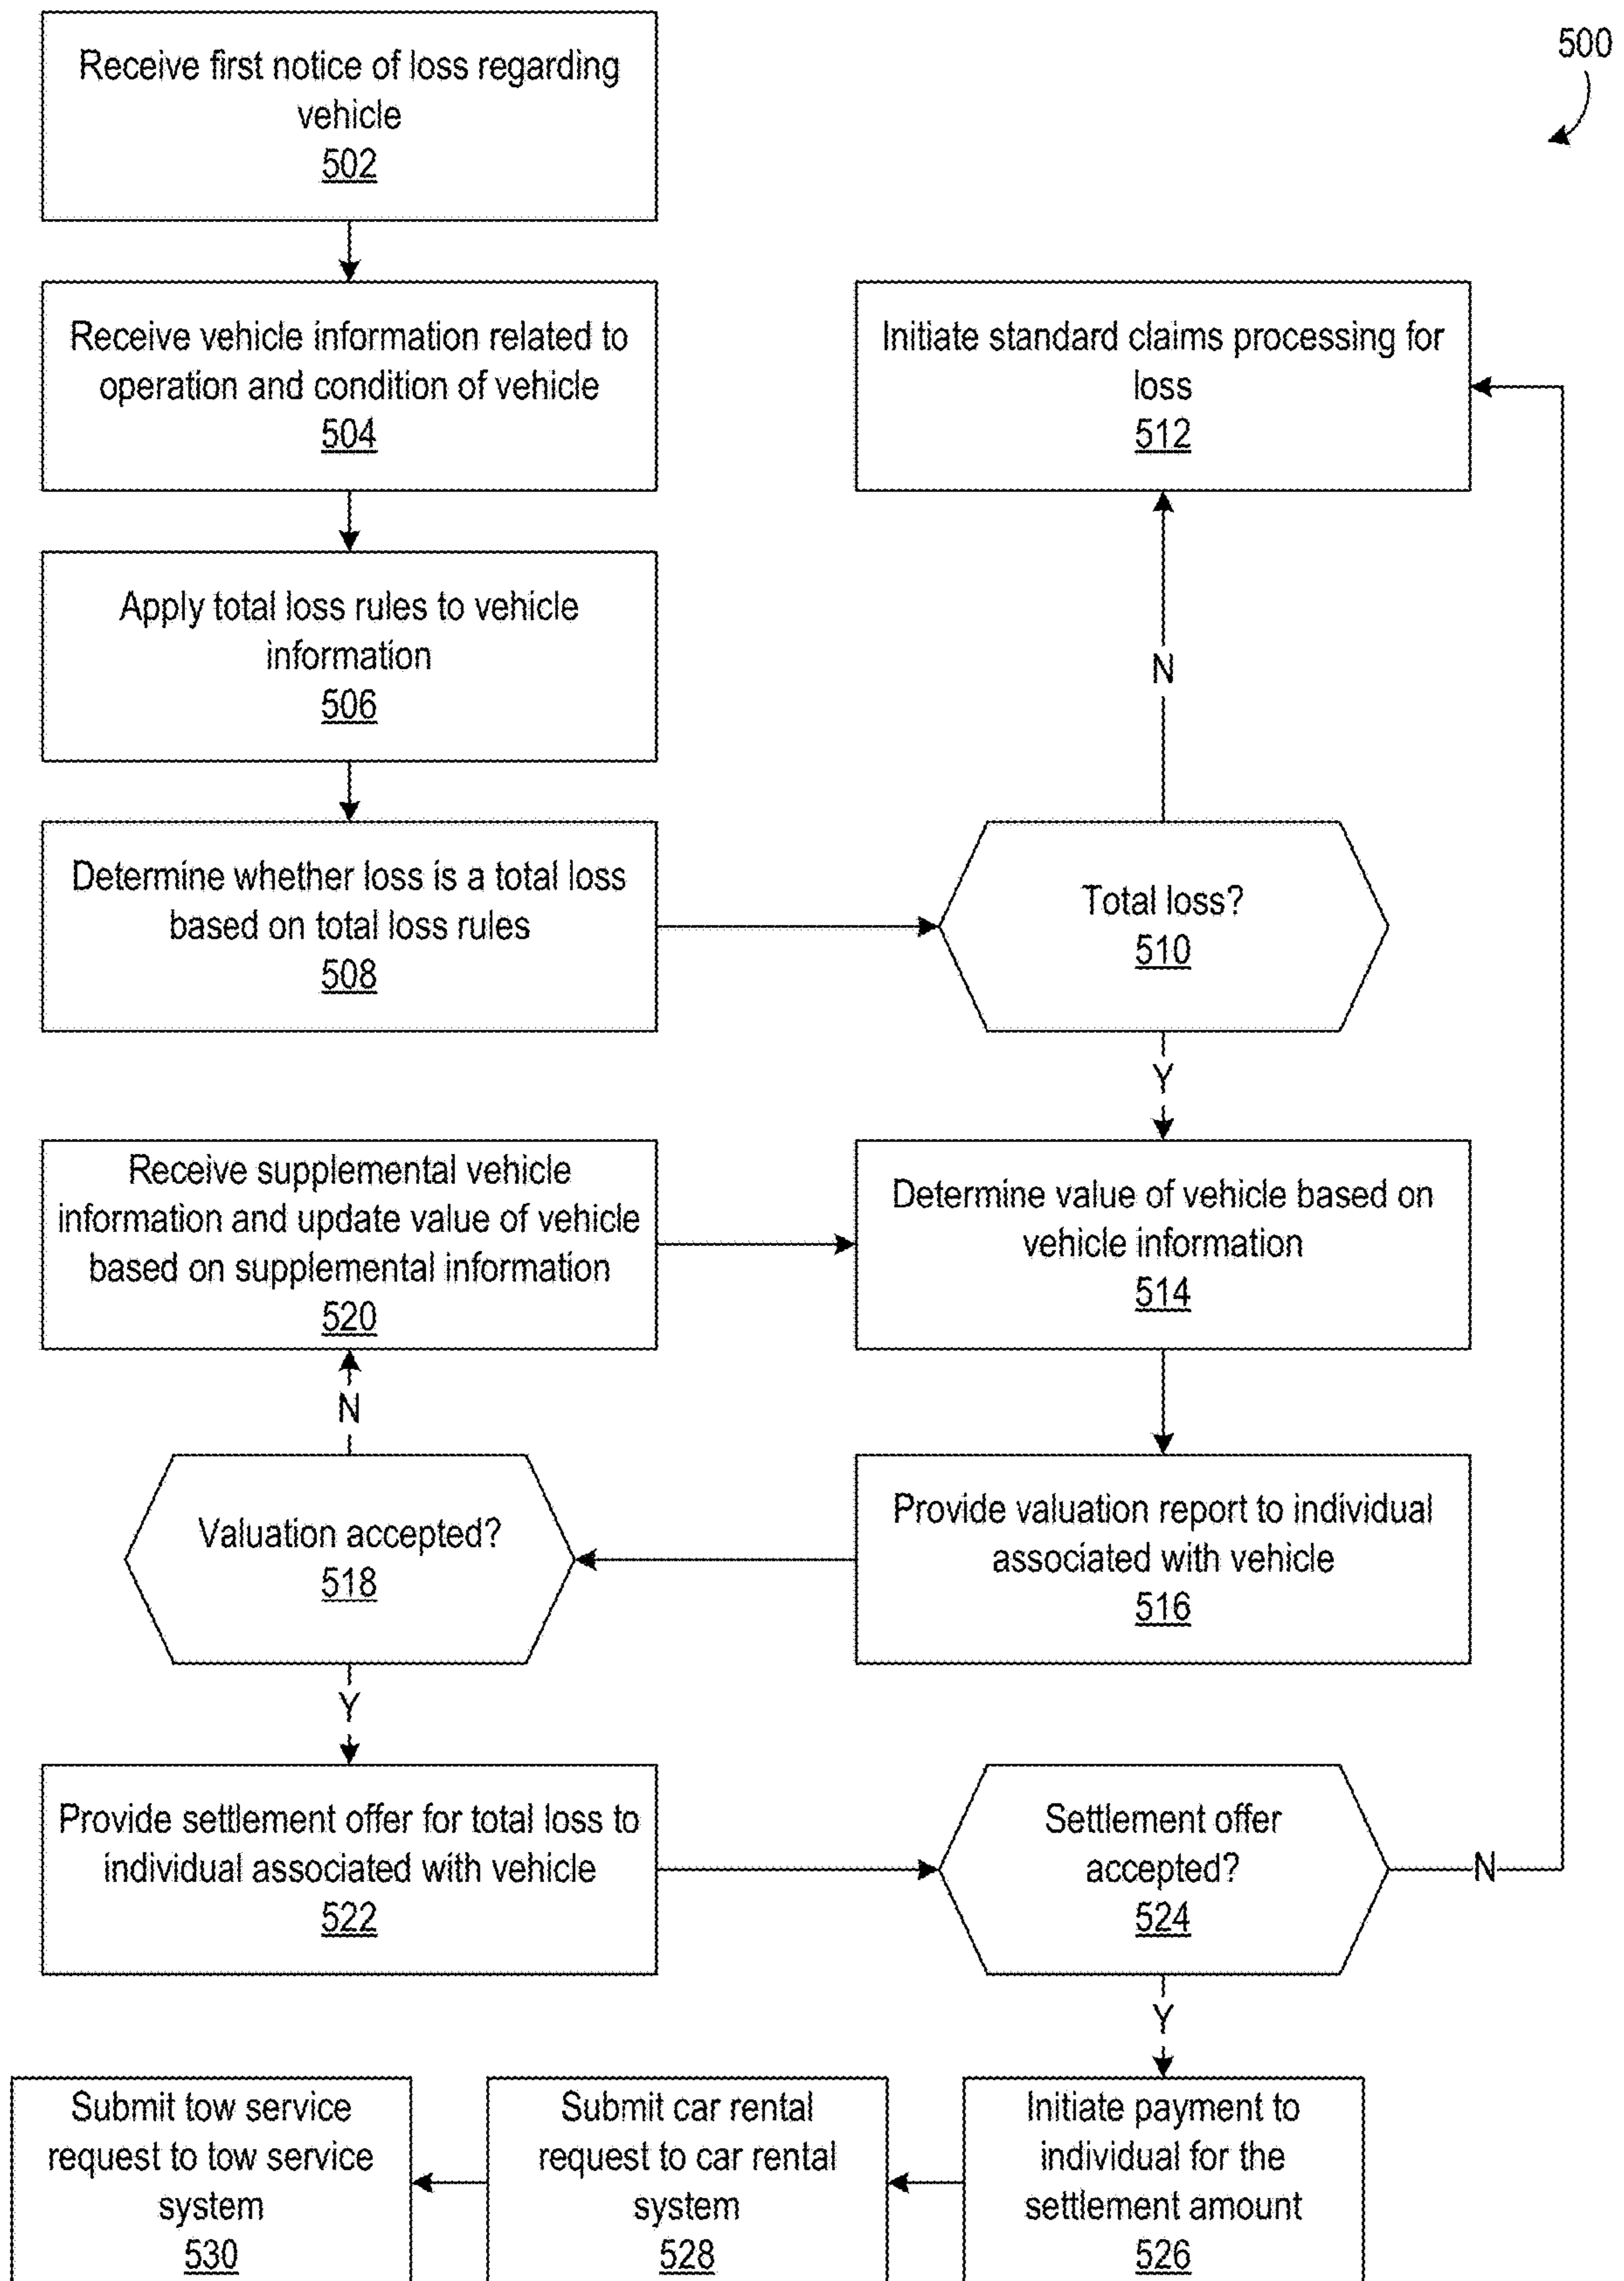 500
Receive first notice of loss regarding
vehicle
502
Receive vehicle information related to
operation and condition of vehicle
504
Initiate standard claims processing for
loss
512
Apply total loss rules to vehicle
information
506
N
Determine whether loss is a total loss
based on total loss rules
508
Total loss?
510
Y
Receive supplemental vehicle
information and update value of vehicle
based on supplemental information
520
Determine value of vehicle based on
vehicle information
514
N
Valuation accepted?
518
Provide valuation report to individual
associated with vehicle
516
Y
Provide settlement offer for total loss to
individual associated with vehicle
522
Settlement offer
accepted?
524
N
Y
Submit tow service
request to tow service
system
530
Submit car rental
request to car rental
system
528
Initiate payment to
individual for the
settlement amount
526